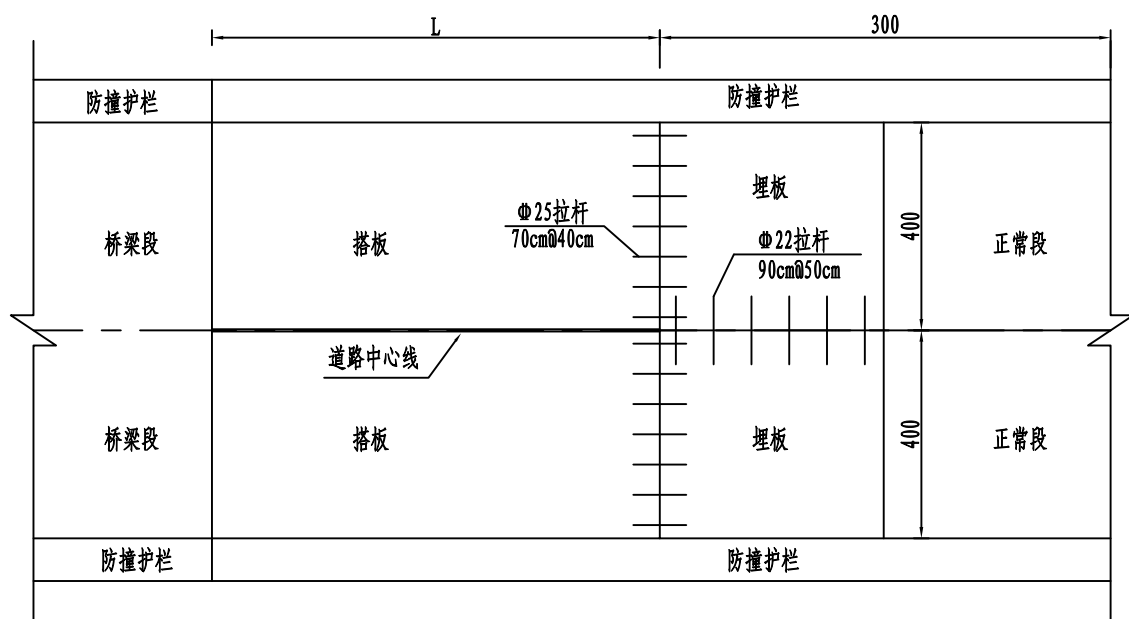 L
300
防撞护栏
防撞护栏
埋板
Φ25拉杆
70cm@40cm
400
桥梁段
搭板
Φ22拉杆
90cm@50cm
正常段
道路中心线
桥梁段
搭板
埋板
400
正常段
防撞护栏
防撞护栏